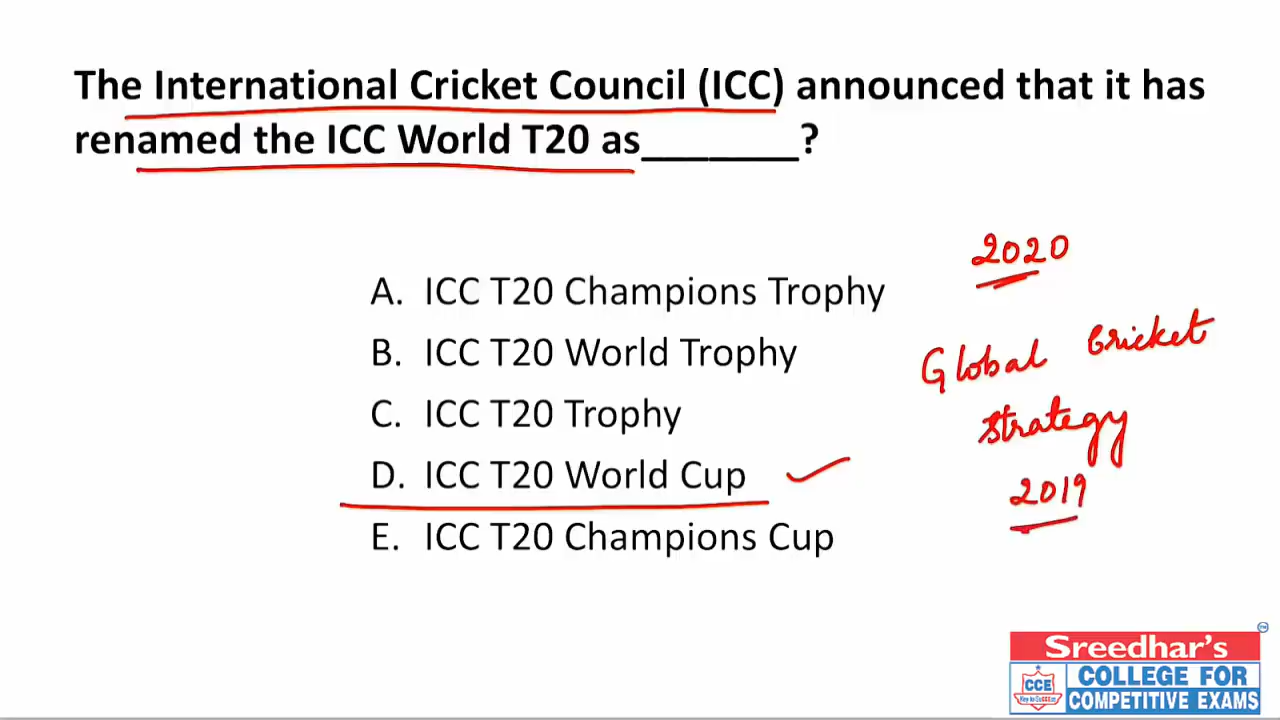 The International Cricket Council (ICC) announced that it has
renamed the ICC World T20 as_______?
A. ICC T20 Champions Trophy
B. ICC T20 World Trophy
C. ICC T20 Trophy
D. ICC T20 World Cup
E. ICC T20 Champions Cup
2020
Global Cricket
Strategy
2019
Sreedhar's
CCE
COLLEGE FOR
COMPETITIVE EXAMS
TM